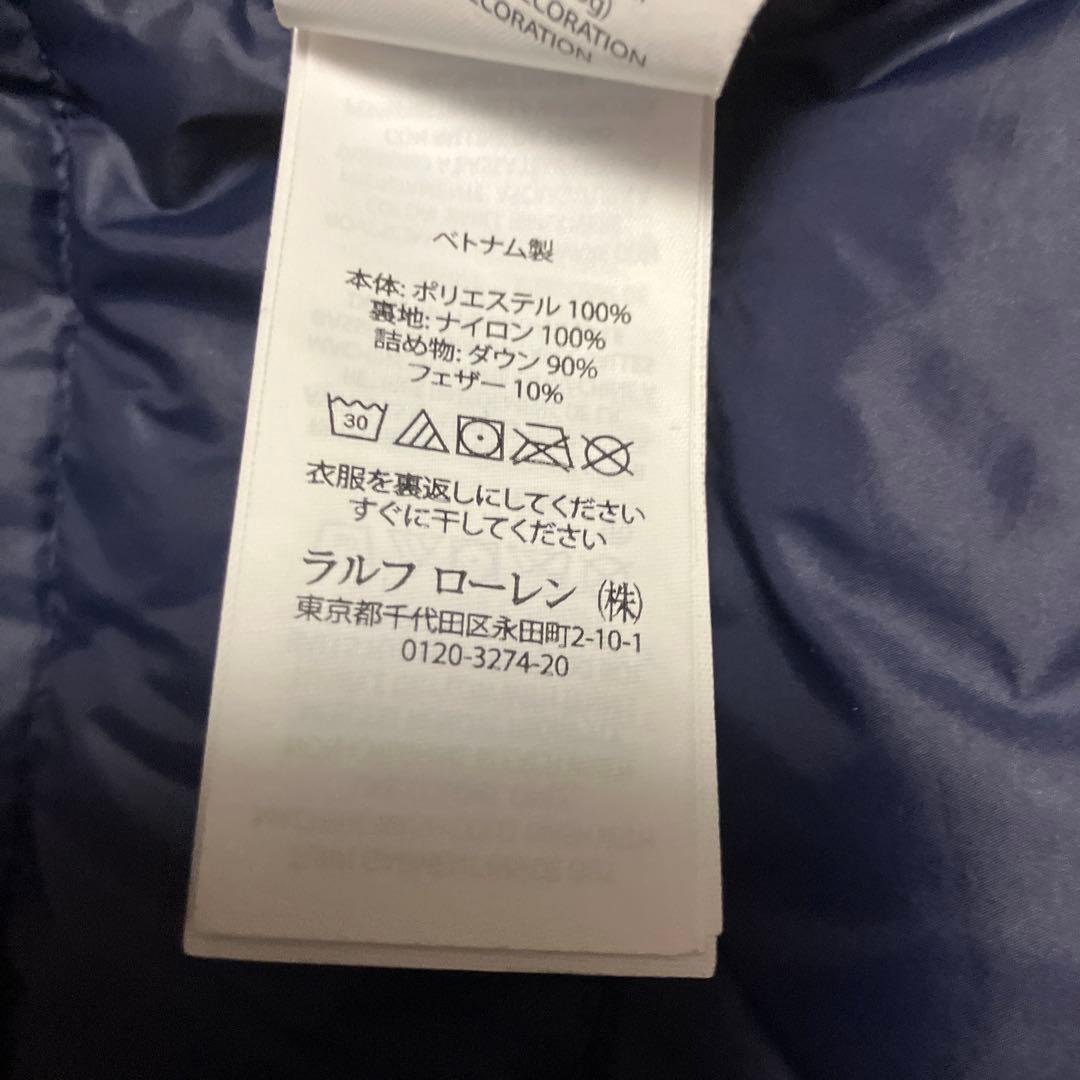 DECORATION
DECORATION
ベトナム製
本体: ポリエステル 100%
裏地: ナイロン 100%
詰め物: ダウン 90%
フェザー 10%
30
衣服を裏返しにしてください
すぐに干してください
ラルフ ローレン (株)
東京都千代田区永田町2-10-1
0120-3274-20